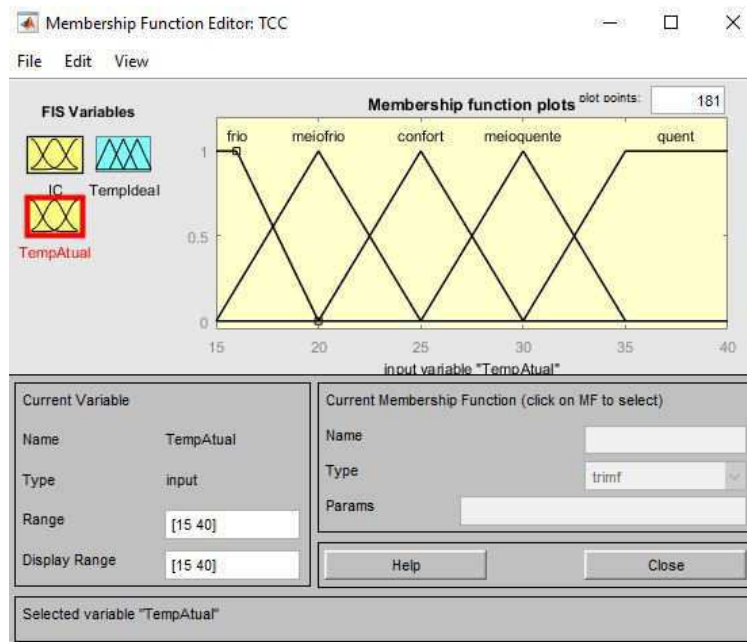 Membership Function Editor: TCC
File Edit View
FIS Variables
IC TempIdeal
TempAtual
Membership function plots plot points: 181
frio meiofrio confort meioquente quent
1
0.5
0
15 20 25 30 35 40
input variable "TempAtual"
Current Variable
Name TempAtual
Type input
Range [15 40]
Display Range [15 40]
Current Membership Function (click on MF to select)
Name
Type trimf
Params
Help Close
Selected variable "TempAtual"